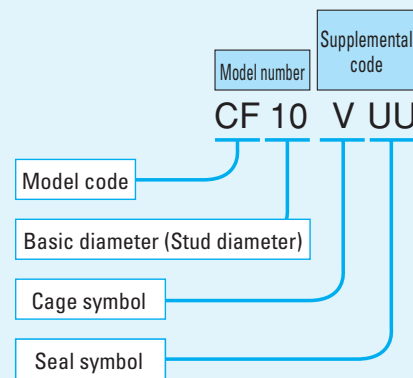 Supplemental
code
Model number
CF 10 V UU
Model code
Basic diameter (Stud diameter)
Cage symbol
Seal symbol